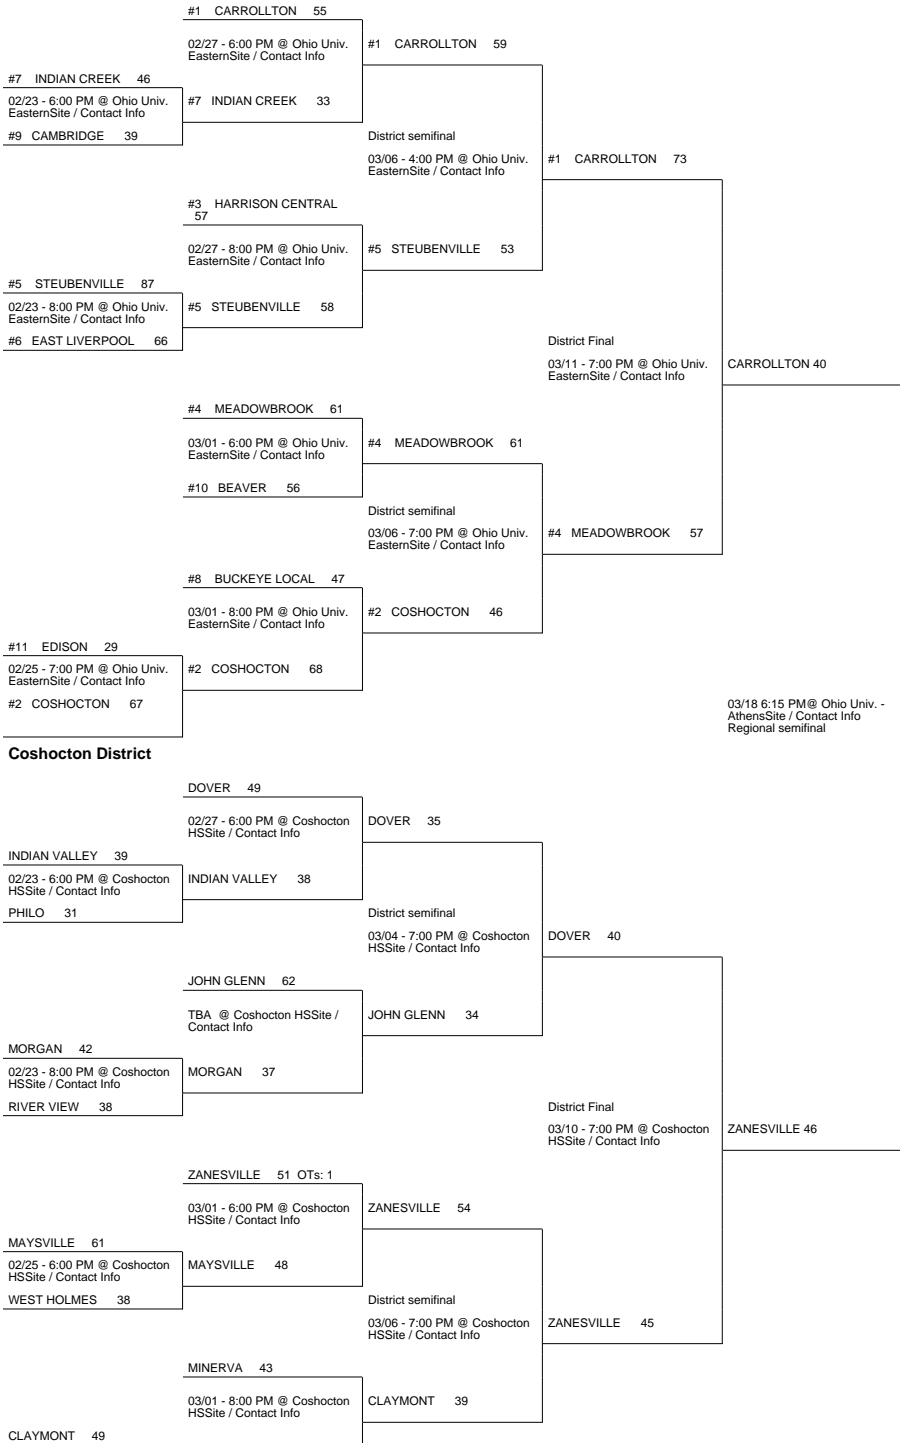 #1 CARROLLTON 55
02/27 - 6:00 PM @ Ohio Univ.
EasternSite / Contact Info
#1 CARROLLTON 59
#7 INDIAN CREEK 46
02/23 - 6:00 PM @ Ohio Univ.
EasternSite / Contact Info
#7 INDIAN CREEK 33
#9 CAMBRIDGE 39
District semifinal
03/06 - 4:00 PM @ Ohio Univ.
EasternSite / Contact Info
#1 CARROLLTON 73
#3 HARRISON CENTRAL
57
02/27 - 8:00 PM @ Ohio Univ.
EasternSite / Contact Info
#5 STEUBENVILLE 53
#5 STEUBENVILLE 87
02/23 - 8:00 PM @ Ohio Univ.
EasternSite / Contact Info
#5 STEUBENVILLE 58
#6 EAST LIVERPOOL 66
District Final
03/11 - 7:00 PM @ Ohio Univ.
EasternSite / Contact Info
CARROLLTON 40
#4 MEADOWBROOK 61
03/01 - 6:00 PM @ Ohio Univ.
EasternSite / Contact Info
#4 MEADOWBROOK 61
#10 BEAVER 56
District semifinal
03/06 - 7:00 PM @ Ohio Univ.
EasternSite / Contact Info
#4 MEADOWBROOK 57
#8 BUCKEYE LOCAL 47
03/01 - 8:00 PM @ Ohio Univ.
EasternSite / Contact Info
#2 COSHOCTON 46
#11 EDISON 29
02/25 - 7:00 PM @ Ohio Univ.
EasternSite / Contact Info
#2 COSHOCTON 68
#2 COSHOCTON 67
03/18 6:15 PM@ Ohio Univ. -
AthensSite / Contact Info
Regional semifinal
Coshocton District
DOVER 49
02/27 - 6:00 PM @ Coshocton
HSSite / Contact Info
DOVER 35
INDIAN VALLEY 39
02/23 - 6:00 PM @ Coshocton
HSSite / Contact Info
INDIAN VALLEY 38
PHILO 31
District semifinal
03/04 - 7:00 PM @ Coshocton
HSSite / Contact Info
DOVER 40
JOHN GLENN 62
TBA @ Coshocton HSSite /
Contact Info
JOHN GLENN 34
MORGAN 42
02/23 - 8:00 PM @ Coshocton
HSSite / Contact Info
MORGAN 37
RIVER VIEW 38
District Final
03/10 - 7:00 PM @ Coshocton
HSSite / Contact Info
ZANESVILLE 46
ZANESVILLE 51 OTs: 1
03/01 - 6:00 PM @ Coshocton
HSSite / Contact Info
ZANESVILLE 54
MAYSVILLE 61
02/25 - 6:00 PM @ Coshocton
HSSite / Contact Info
MAYSVILLE 48
WEST HOLMES 38
District semifinal
03/06 - 7:00 PM @ Coshocton
HSSite / Contact Info
ZANESVILLE 45
MINERVA 43
03/01 - 8:00 PM @ Coshocton
HSSite / Contact Info
CLAYMONT 39
CLAYMONT 49